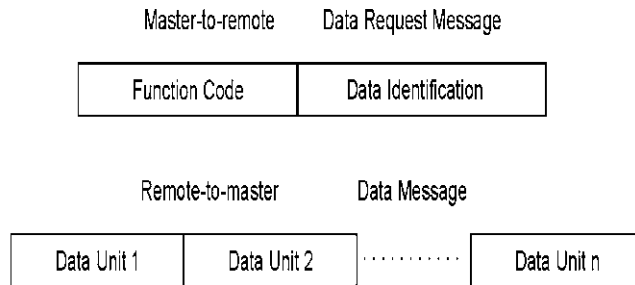 Master-to-remote Data Request Message
Function Code Data Identification
Remote-to-master Data Message
Data Unit 1 Data Unit 2 Data Unit n